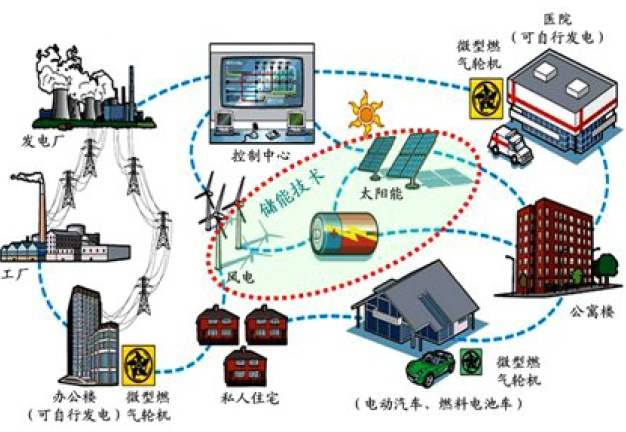 医院
(可自行发电)
微型燃
气轮机
发电厂
控制中心
储能技术
太阳能
工厂
风电
公寓楼
办公楼
(可自行发电)
微型燃
气轮机
私人住宅
微型燃
气轮机
(电动汽车、燃料电池车)